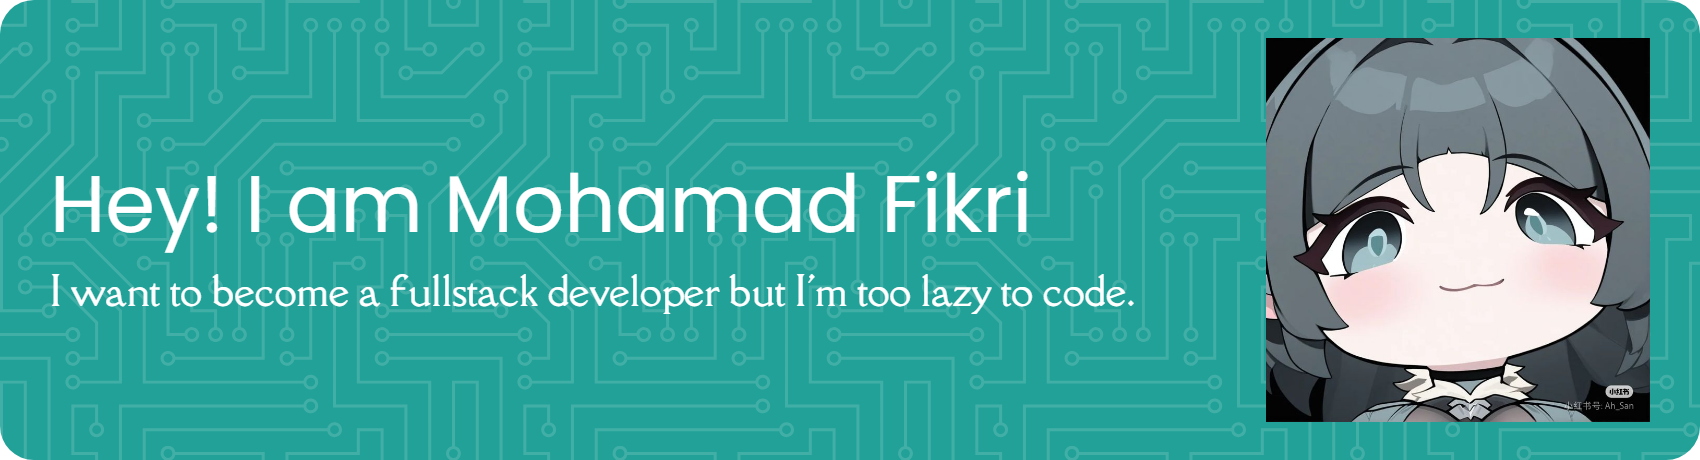 Hey! I am Mohamad Fikri
I want to become a fullstack developer but I'm too lazy to code.
小红书
小红书号: Ah_San